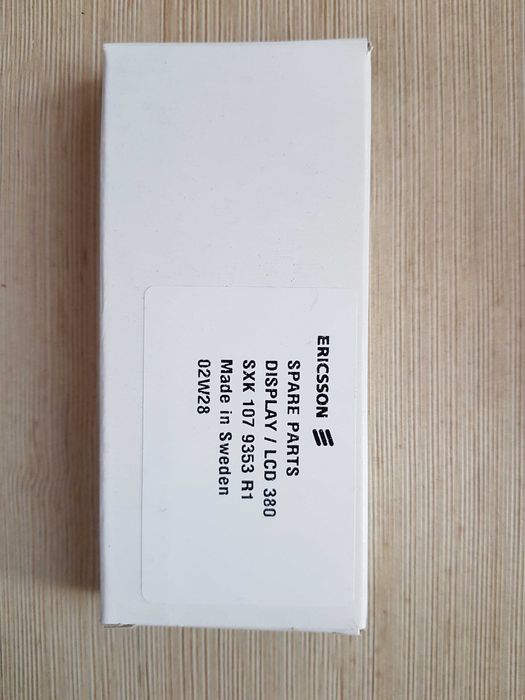 ERICSSON
SPARE PARTS
DISPLAY / LCD 380
SXK 107 9353 R1
Made in Sweden
02W28